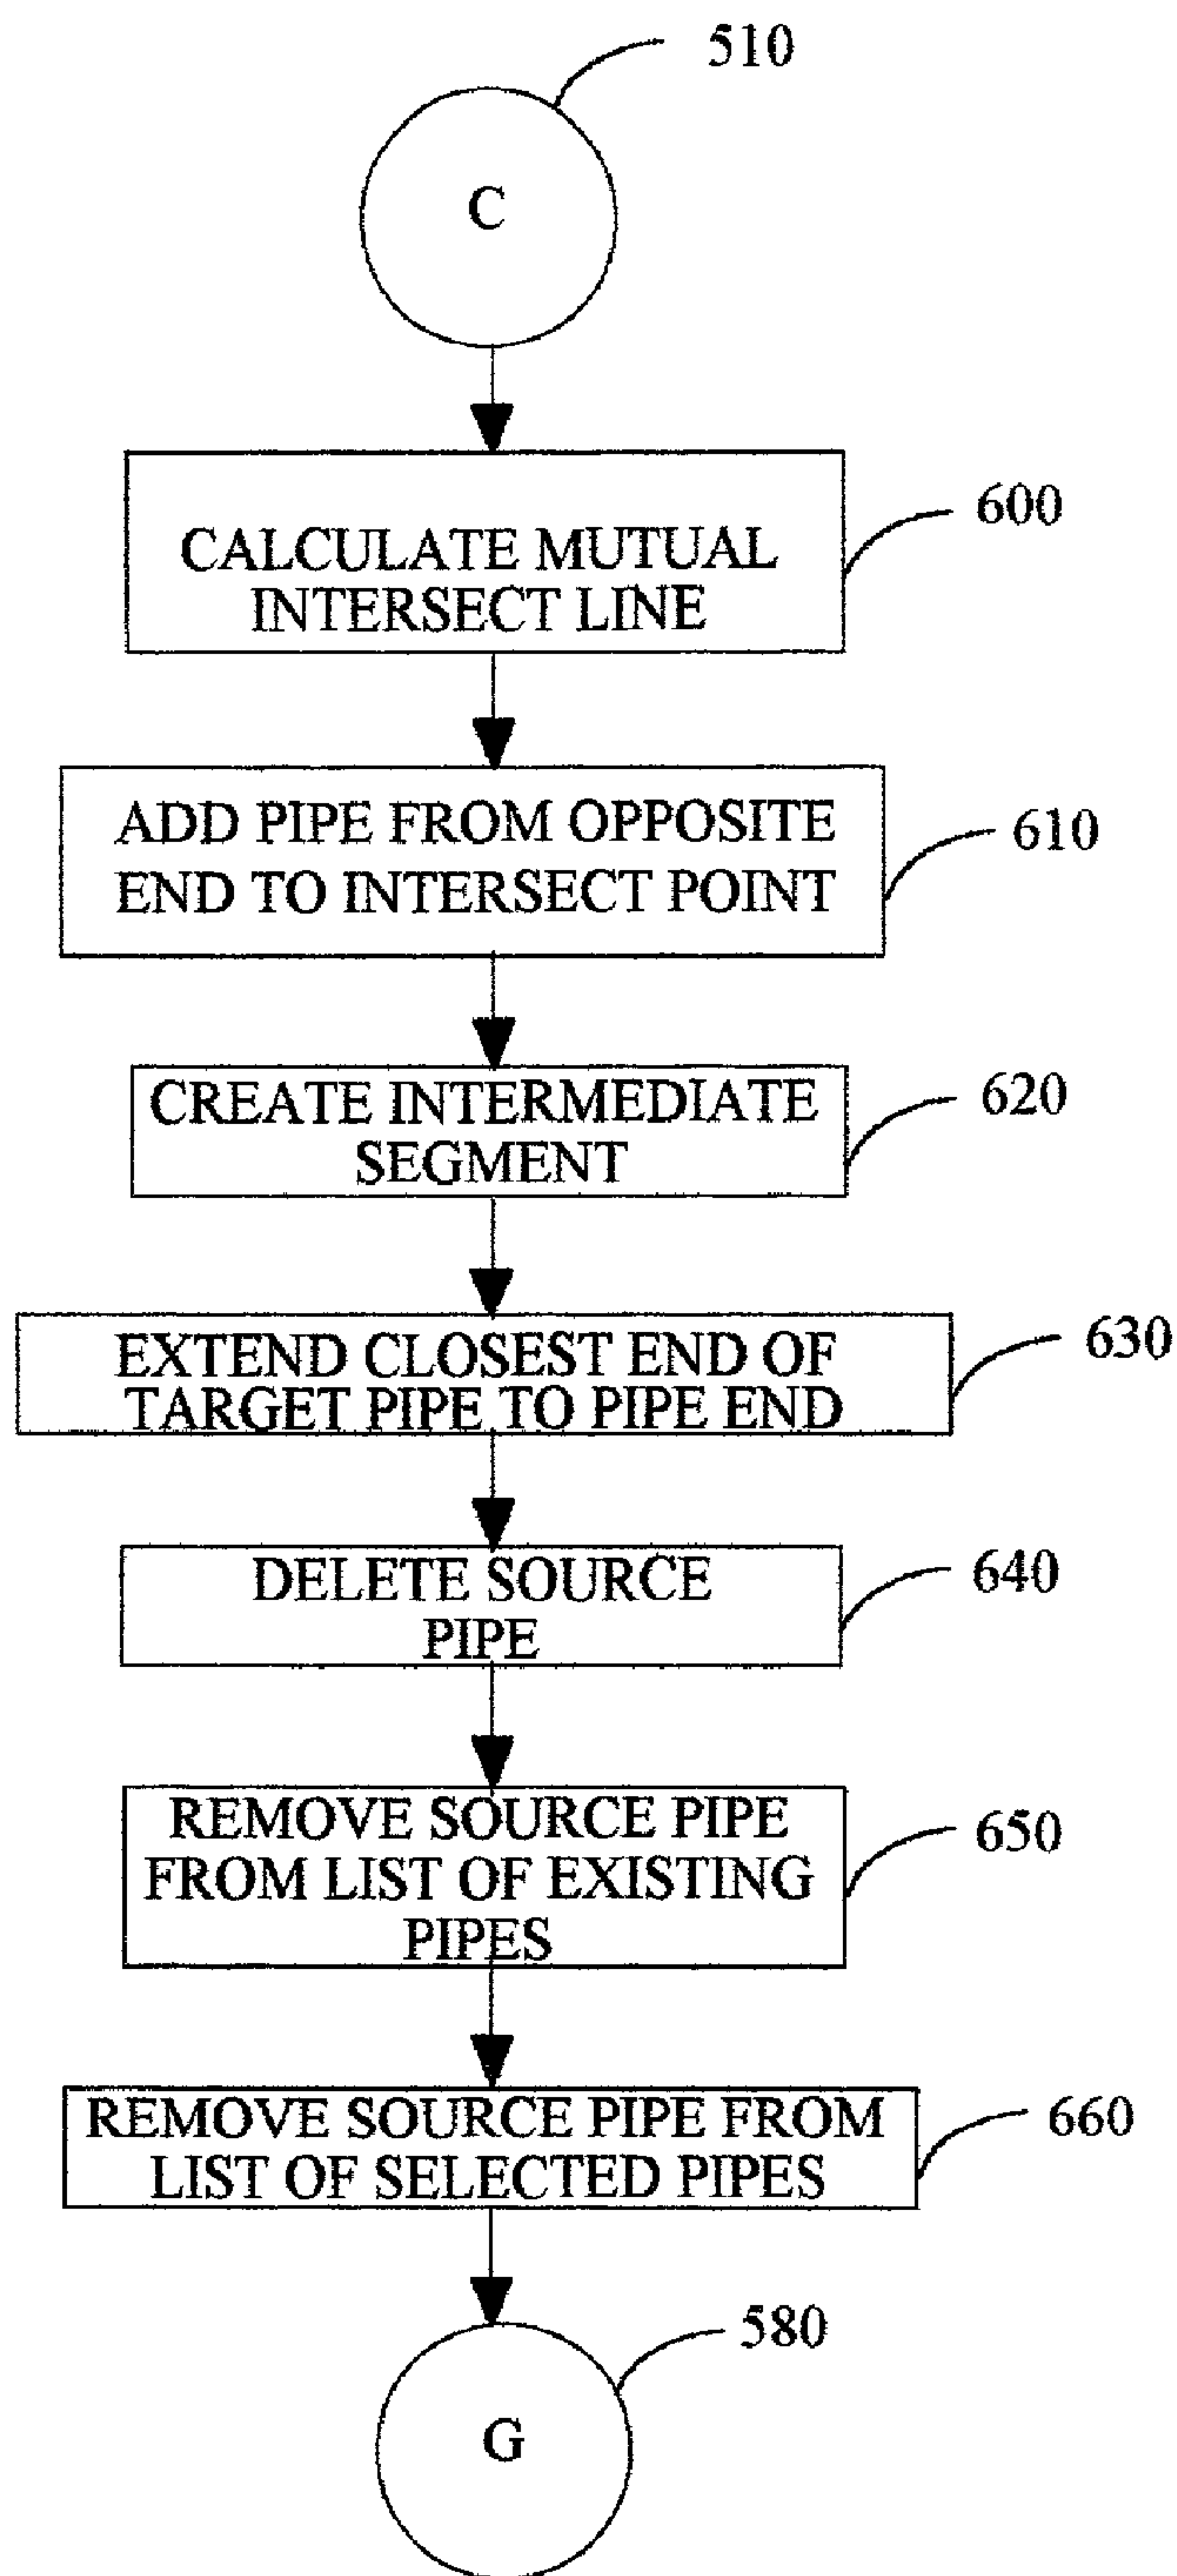 510
C
CALCULATE MUTUAL
INTERSECT LINE
600
ADD PIPE FROM OPPOSITE
END TO INTERSECT POINT
610
CREATE INTERMEDIATE
SEGMENT
620
EXTEND CLOSEST END OF
TARGET PIPE TO PIPE END
630
DELETE SOURCE
PIPE
640
REMOVE SOURCE PIPE
FROM LIST OF EXISTING
PIPES
650
REMOVE SOURCE PIPE FROM
LIST OF SELECTED PIPES
660
580
G